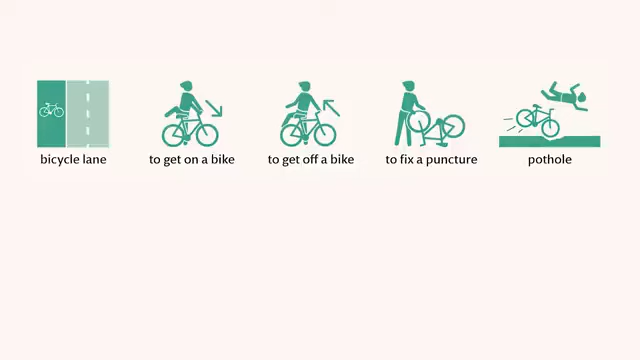 bicycle lane
to get on a bike
to get off a bike
to fix a puncture
pothole